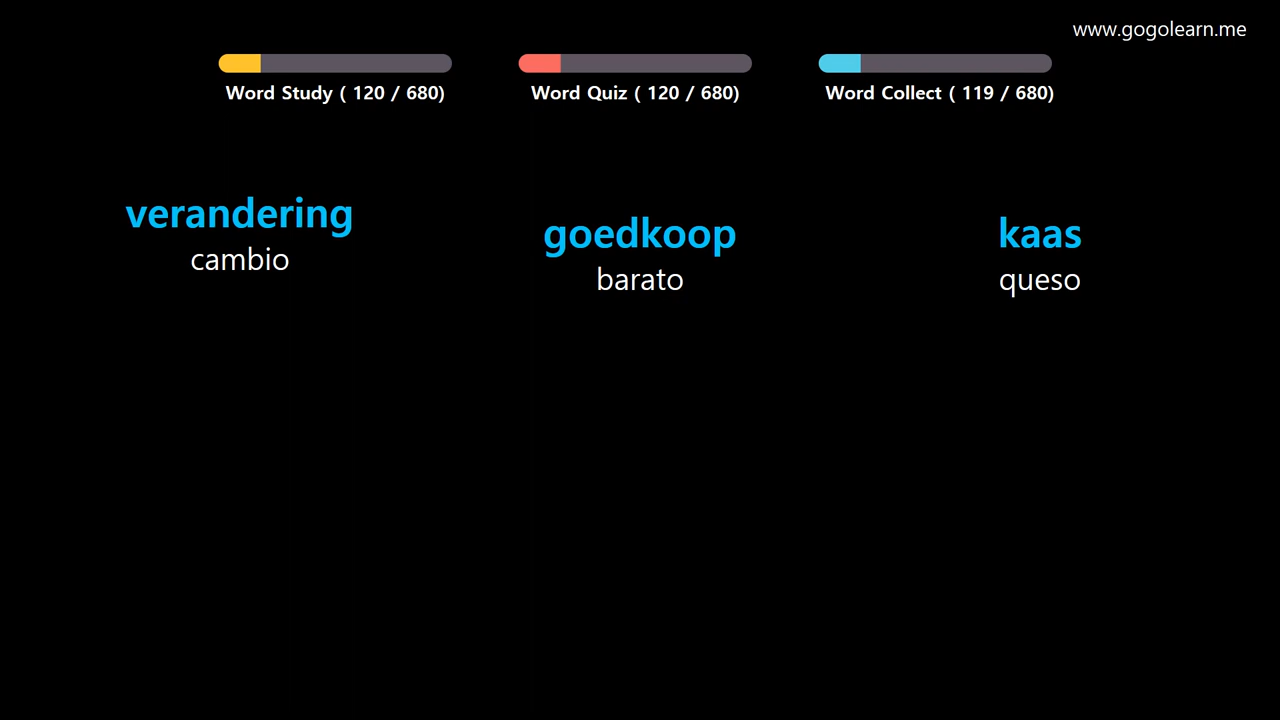 www.gogolearn.me
Word Study ( 120 / 680)
Word Quiz ( 120 / 680)
Word Collect ( 119 / 680)
verandering
cambio
goedkoop
barato
kaas
queso